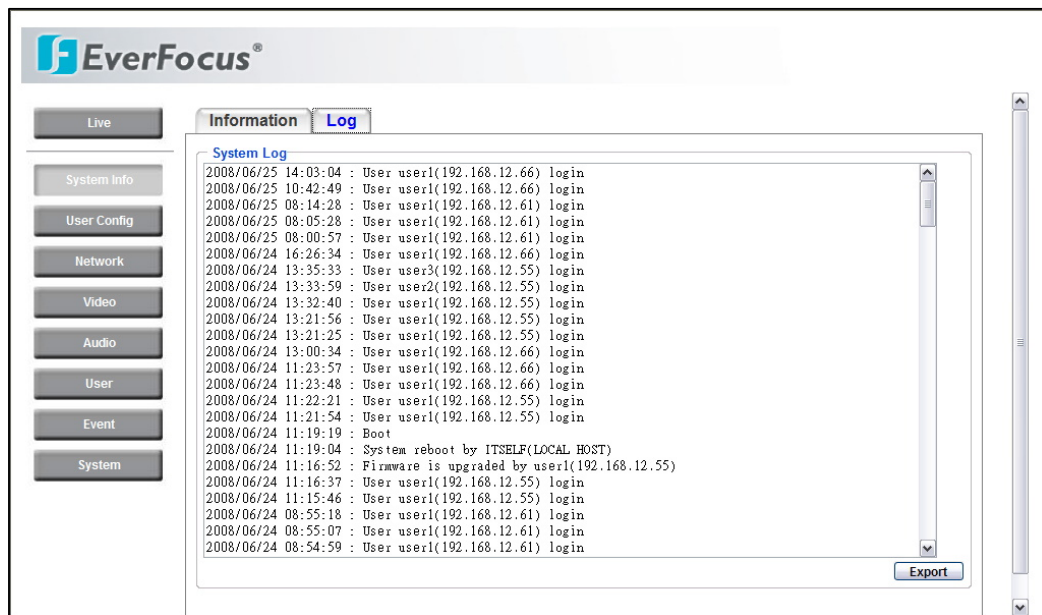 EverFocus®
Live
System Info
User Config
Network
Video
Audio
User
Event
System
Information
Log
System Log
2008/06/25 14:03:04 : User user1(192.168.12.66) login
2008/06/25 10:42:49 : User user1(192.168.12.66) login
2008/06/25 08:14:28 : User user1(192.168.12.61) login
2008/06/25 08:05:28 : User user1(192.168.12.61) login
2008/06/25 08:00:57 : User user1(192.168.12.61) login
2008/06/24 16:26:34 : User user1(192.168.12.66) login
2008/06/24 13:35:33 : User user3(192.168.12.55) login
2008/06/24 13:33:59 : User user2(192.168.12.55) login
2008/06/24 13:32:40 : User user1(192.168.12.55) login
2008/06/24 13:21:56 : User user1(192.168.12.55) login
2008/06/24 13:21:25 : User user1(192.168.12.55) login
2008/06/24 13:00:34 : User user1(192.168.12.66) login
2008/06/24 11:23:57 : User user1(192.168.12.66) login
2008/06/24 11:23:48 : User user1(192.168.12.66) login
2008/06/24 11:22:21 : User user1(192.168.12.55) login
2008/06/24 11:21:54 : User user1(192.168.12.55) login
2008/06/24 11:19:19 : Boot
2008/06/24 11:19:04 : System reboot by ITSELF(LOCAL HOST)
2008/06/24 11:16:52 : Firmware is upgraded by user1(192.168.12.55)
2008/06/24 11:16:37 : User user1(192.168.12.55) login
2008/06/24 11:15:46 : User user1(192.168.12.55) login
2008/06/24 08:55:18 : User user1(192.168.12.61) login
2008/06/24 08:55:07 : User user1(192.168.12.61) login
2008/06/24 08:54:59 : User user1(192.168.12.61) login
Export